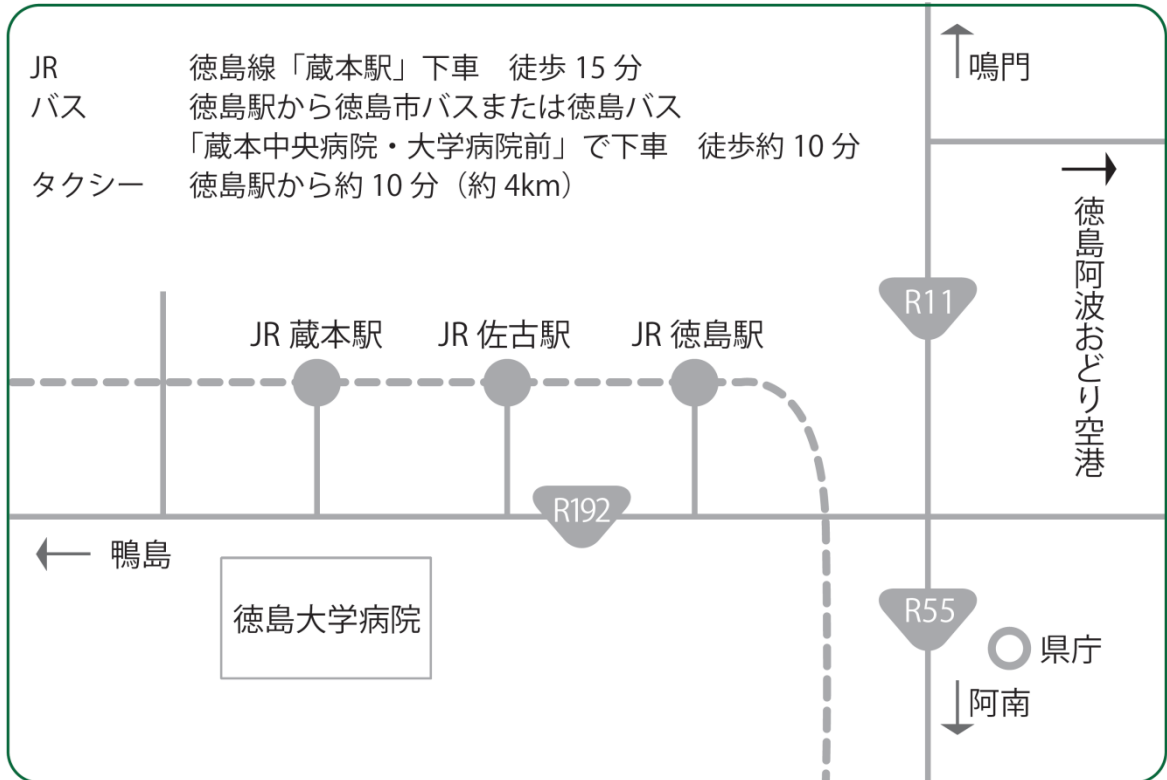 JR 徳島線「蔵本駅」下車 徒歩 15 分
バス 徳島駅から徳島市バスまたは徳島バス
「蔵本中央病院・大学病院前」で下車 徒歩約 10 分
タクシー 徳島駅から約 10 分（約 4km）
鳴門
徳島阿波おどり空港
R11
JR 蔵本駅
JR 佐古駅
JR 徳島駅
R192
鴨島
徳島大学病院
R55
県庁
阿南